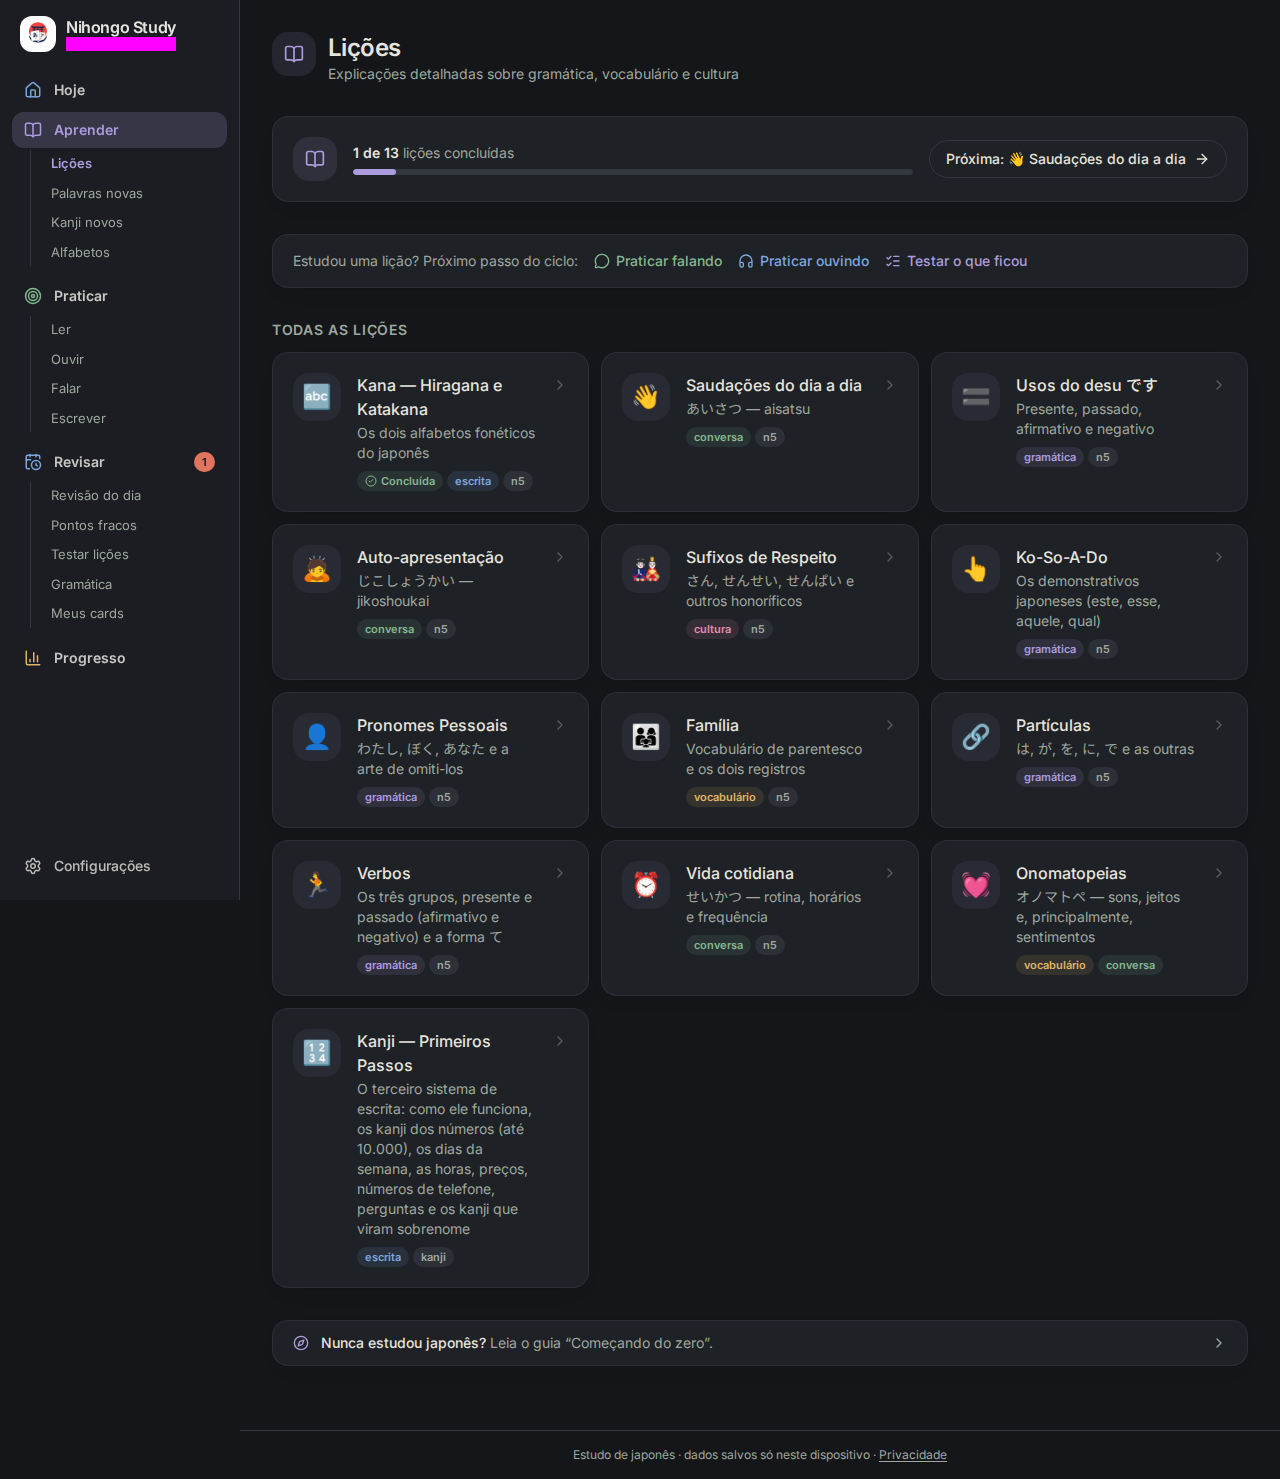 Nihongo Study
Hoje
Aprender
Lições
Palavras novas
Kanji novos
Alfabetos
Praticar
Ler
Ouvir
Falar
Escrever
Revisar 1
Revisão do dia
Pontos fracos
Testar lições
Gramática
Meus cards
Progresso
Configurações
Lições
Explicações detalhadas sobre gramática, vocabulário e cultura
1 de 13 lições concluídas
Próxima: 👋 Saudações do dia a dia
Estudou uma lição? Próximo passo do ciclo: Praticar falando Praticar ouvindo Testar o que ficou
TODAS AS LIÇÕES
abc
Kana — Hiragana e
Katakana
Os dois alfabetos fonéticos
do japonês
Concluída escrita n5
Saudações do dia a dia
あいさつ — aisatsu
conversa n5
Usos do desu です
Presente, passado,
afirmativo e negativo
gramática n5
Auto-apresentação
じこしょうかい —
jikoshoukai
conversa n5
Sufixos de Respeito
さん, せんせい, せんぱい e
outros honoríficos
cultura n5
Ko-So-A-Do
Os demonstrativos
japoneses (este, esse,
aquele, qual)
gramática n5
Pronomes Pessoais
わたし, ぼく, あなた e a
arte de omiti-los
gramática n5
Família
Vocabulário de parentesco
e os dois registros
vocabulário n5
Partículas
は, が, を, に, で e as outras
gramática n5
Verbos
Os três grupos, presente e
passado (afirmativo e
negativo) e a forma て
gramática n5
Vida cotidiana
せいかつ — rotina, horários
e frequência
conversa n5
Onomatopeias
オノマトペ — sons, jeitos
e, principalmente,
sentimentos
vocabulário conversa
1 2
3 4
Kanji — Primeiros
Passos
O terceiro sistema de
escrita: como ele funciona,
os kanji dos números (até
10.000), os dias da
semana, as horas, preços,
números de telefone,
perguntas e os kanji que
viram sobrenome
escrita kanji
Nunca estudou japonês? Leia o guia “Começando do zero”.
Estudo de japonês · dados salvos só neste dispositivo · Privacidade